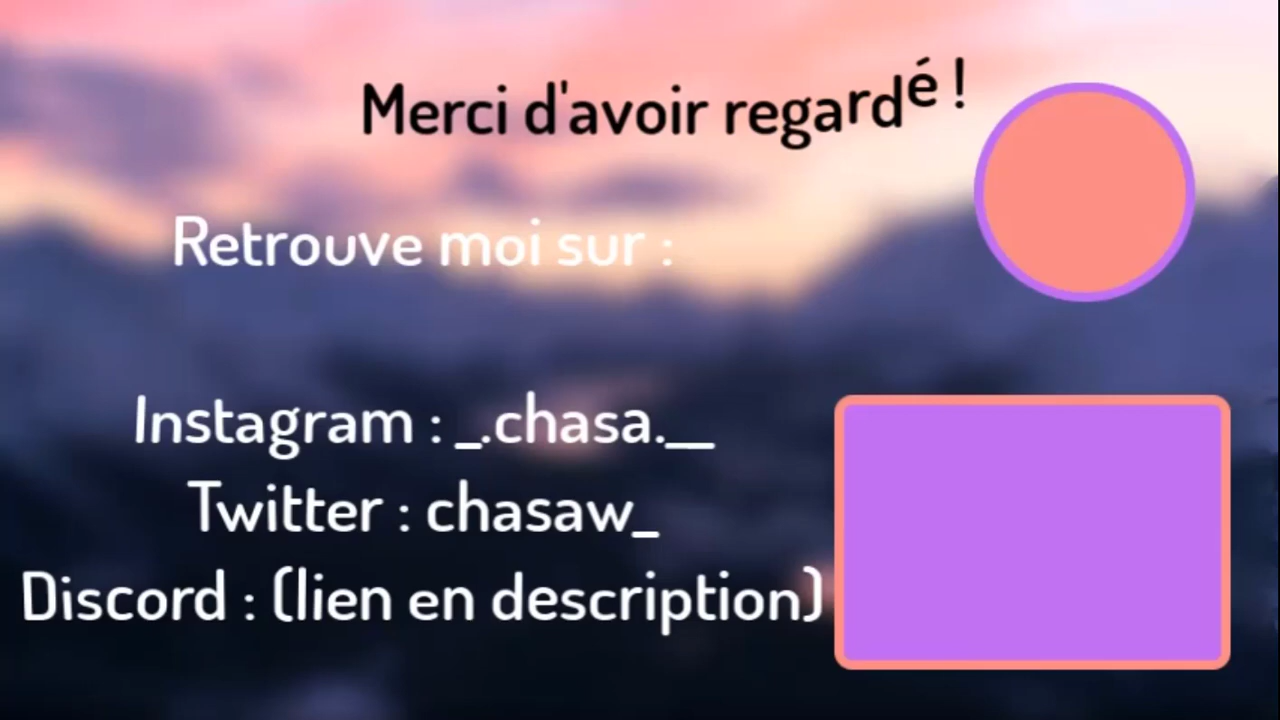 Merci d'avoir regardé !
Retrouve moi sur :
Instagram : _.chasa.__
Twitter : chasaw_
Discord : (lien en description)